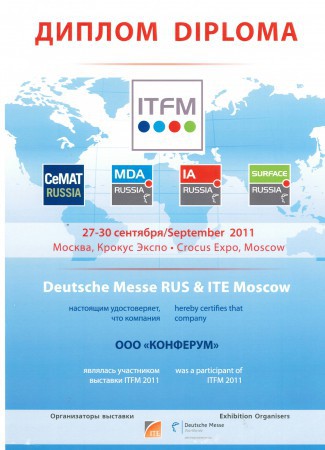 ДИПЛОМ DIPLOMA
ITFM
CeMAT
RUSSIA
MDA
RUSSIA
IA
RUSSIA
SURFACE
RUSSIA
27-30 сентября/September 2011
Москва, Крокус Экспо • Crocus Expo, Moscow
Deutsche Messe RUS & ITE Moscow
настоящим удостоверяет, hereby certifies that
что компания company
ООО «КОНФЕРУМ»
являлась участником was a participant of
выставки ITFM 2011 ITFM 2011
Организаторы выставки Exhibition Organisers
ITE
Deutsche Messe